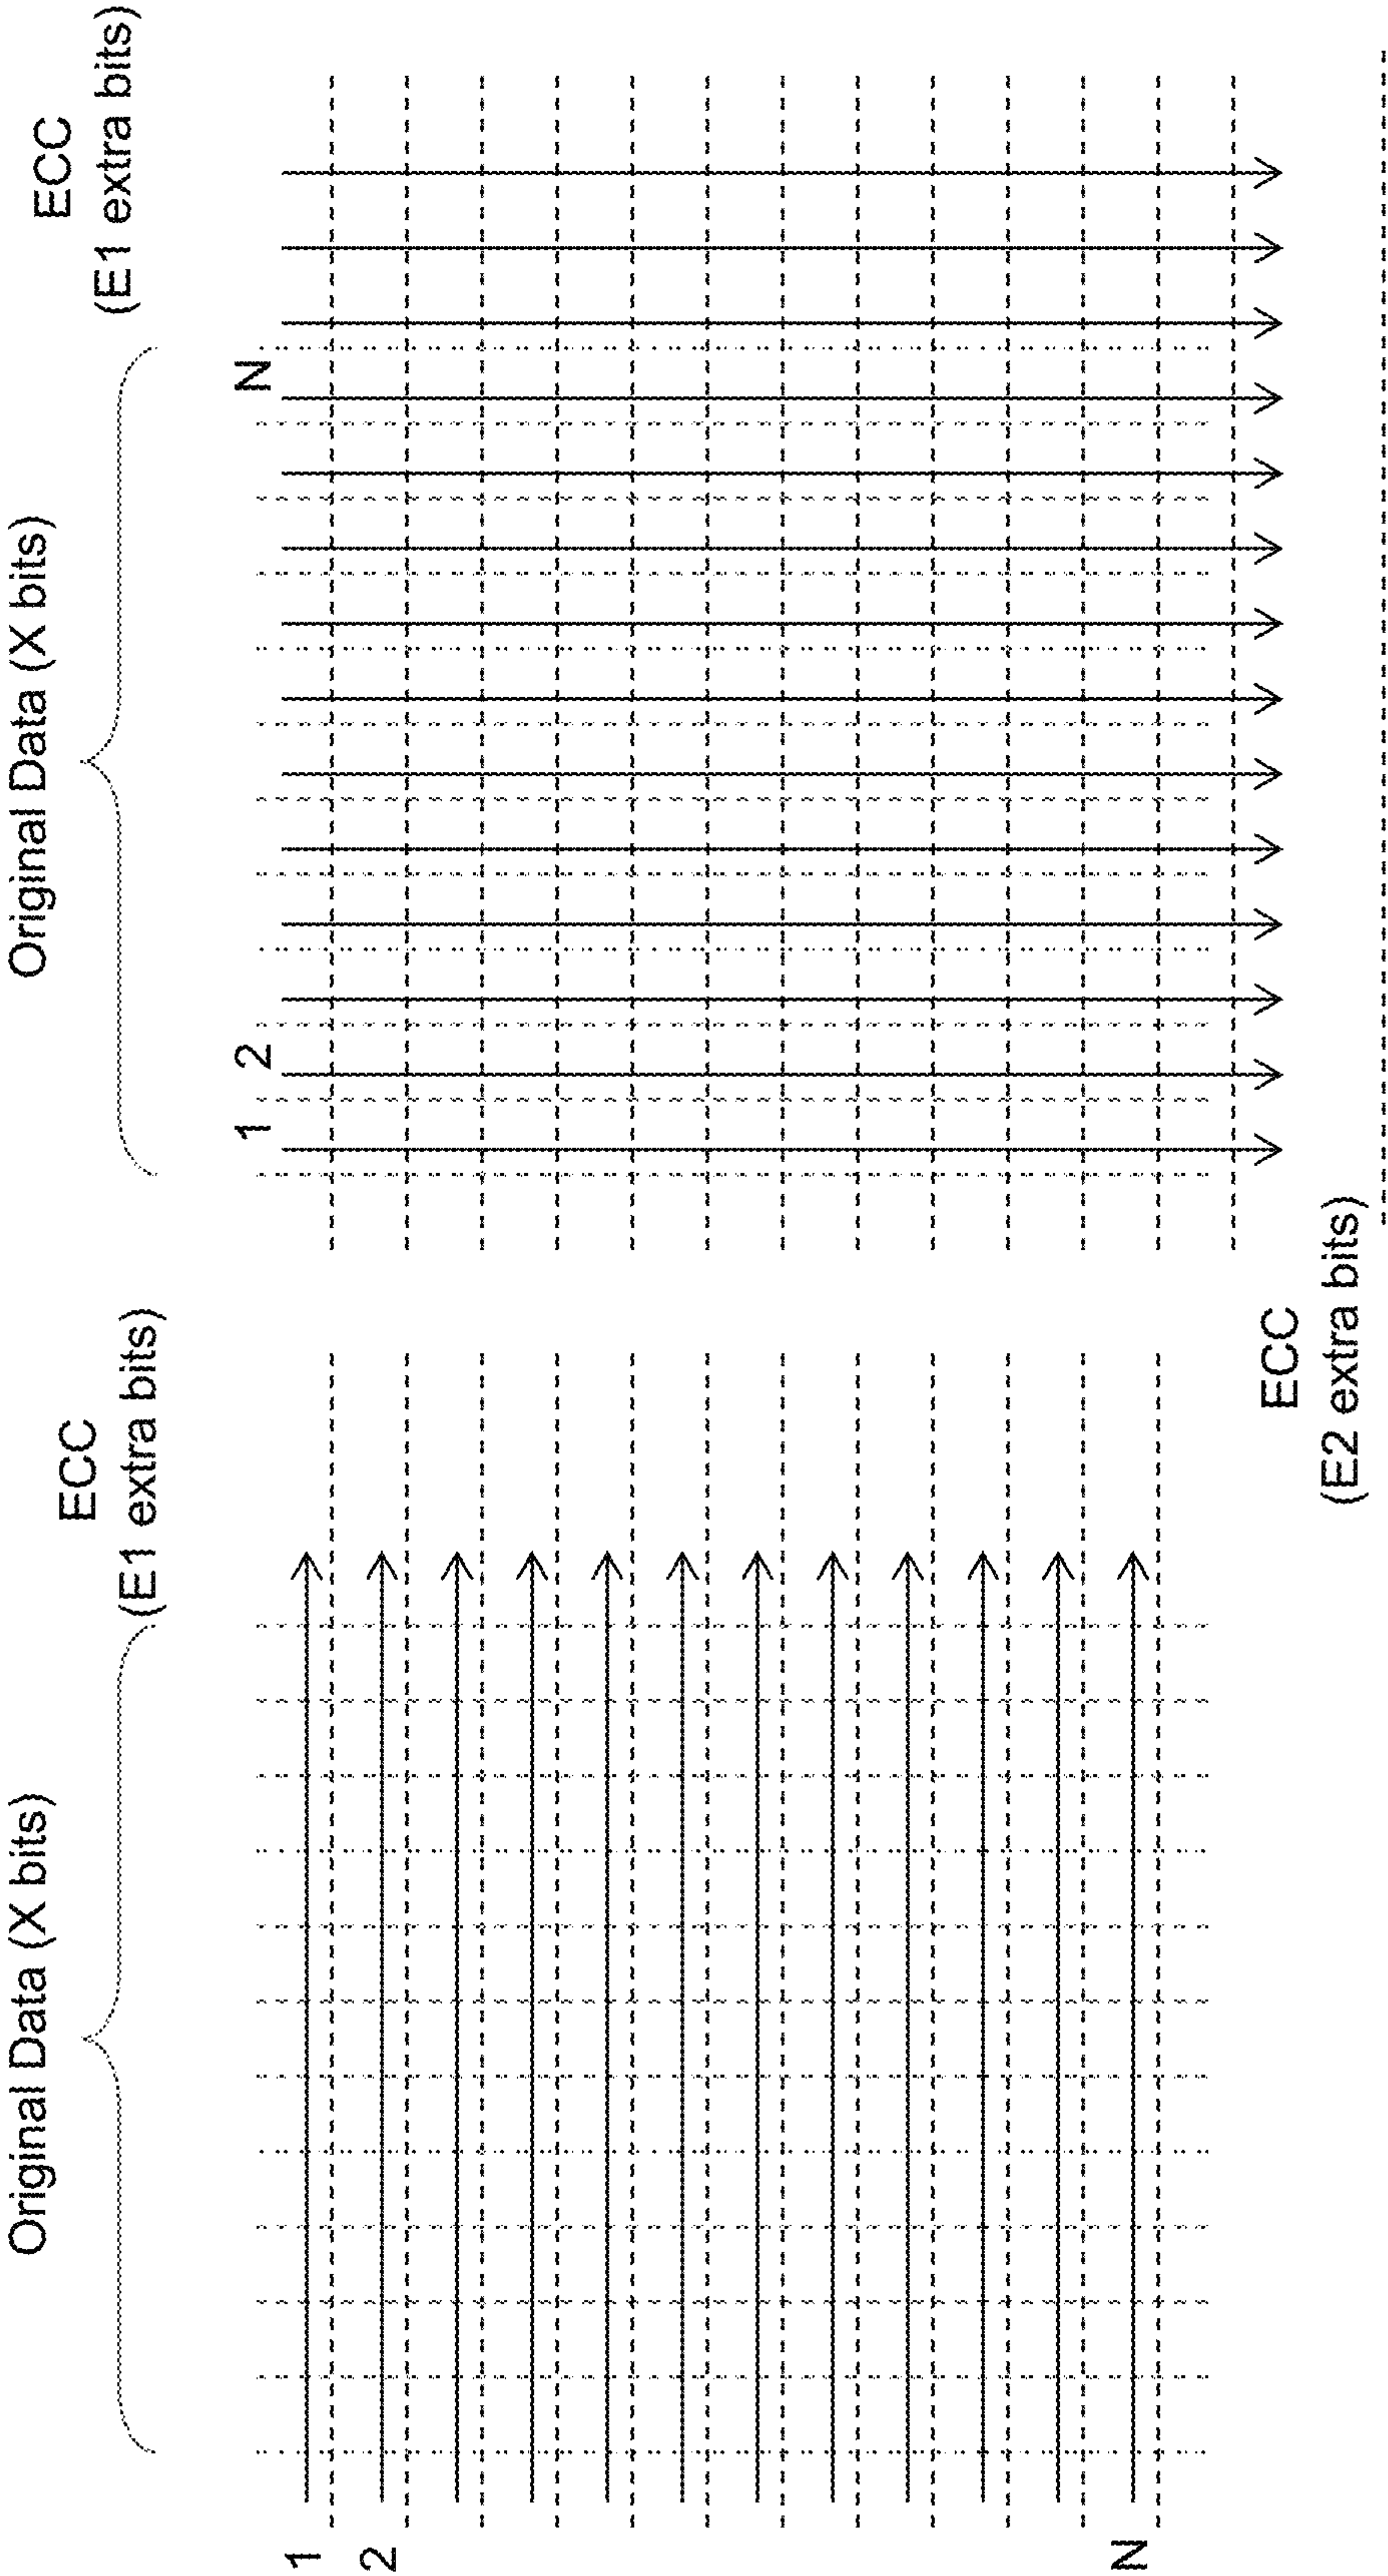 Original Data (X bits)
ECC
(E1 extra bits)
1
2
N
Original Data (X bits)
ECC
(E1 extra bits)
1
2
N
ECC
(E2 extra bits)